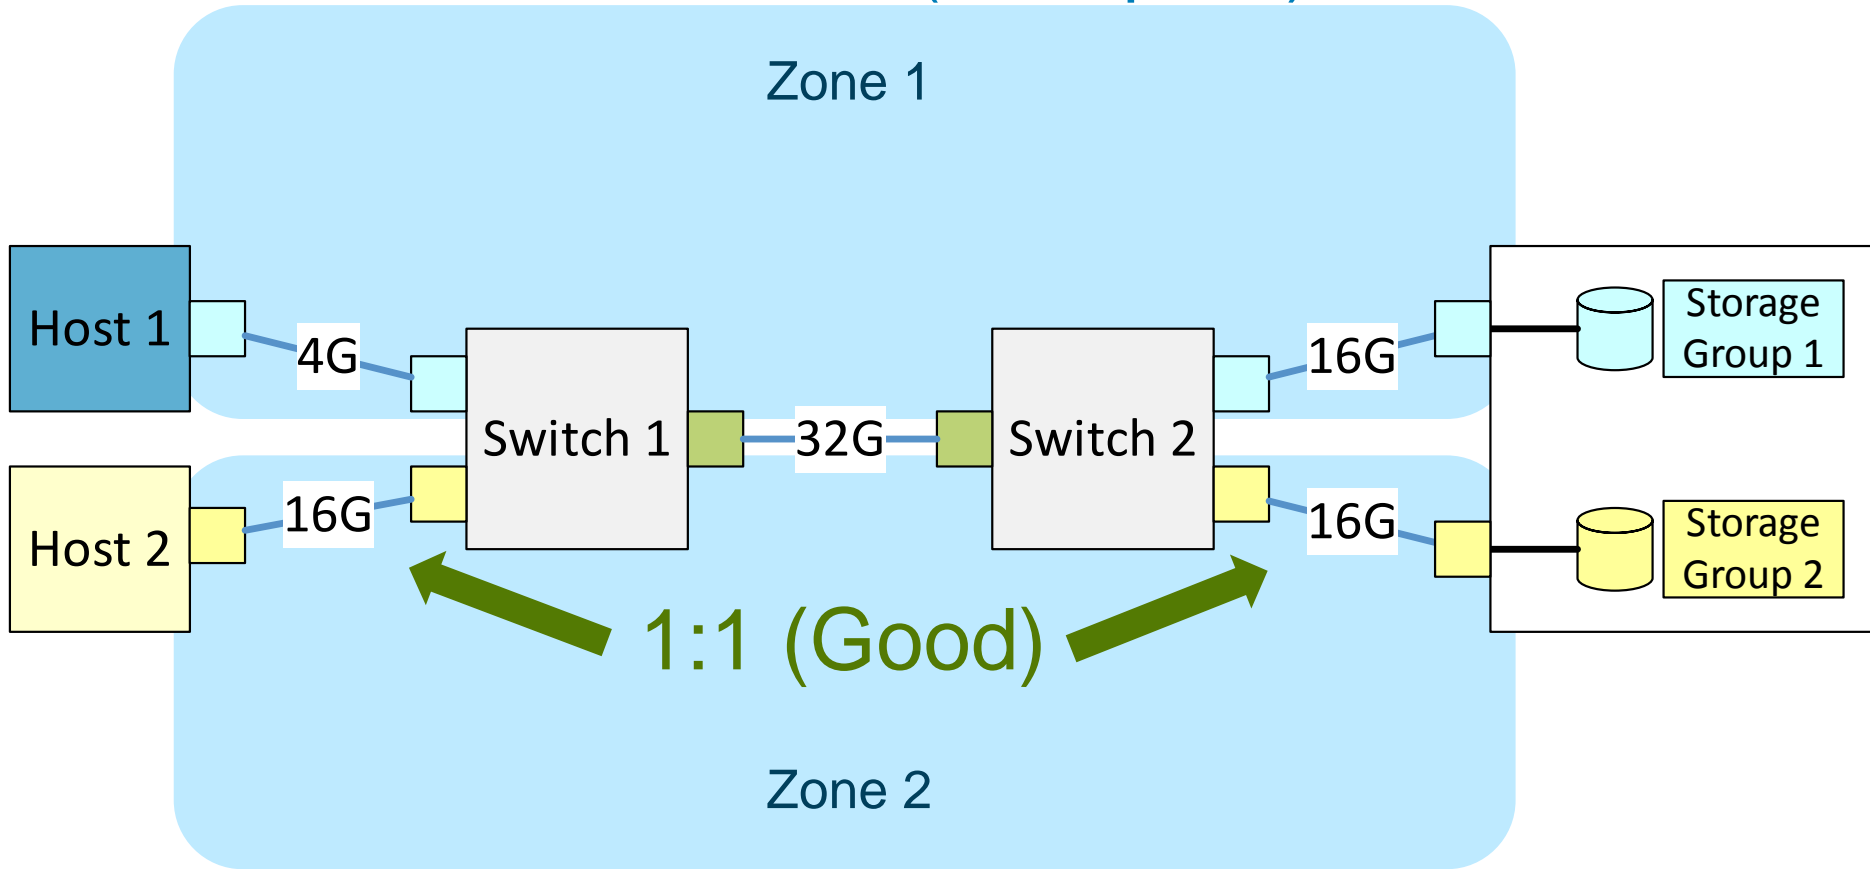 Zone 1
Host 1
4G
16G
Storage
Group 1
Switch 1
32G
Switch 2
Host 2
16G
16G
Storage
Group 2
1:1 (Good)
Zone 2